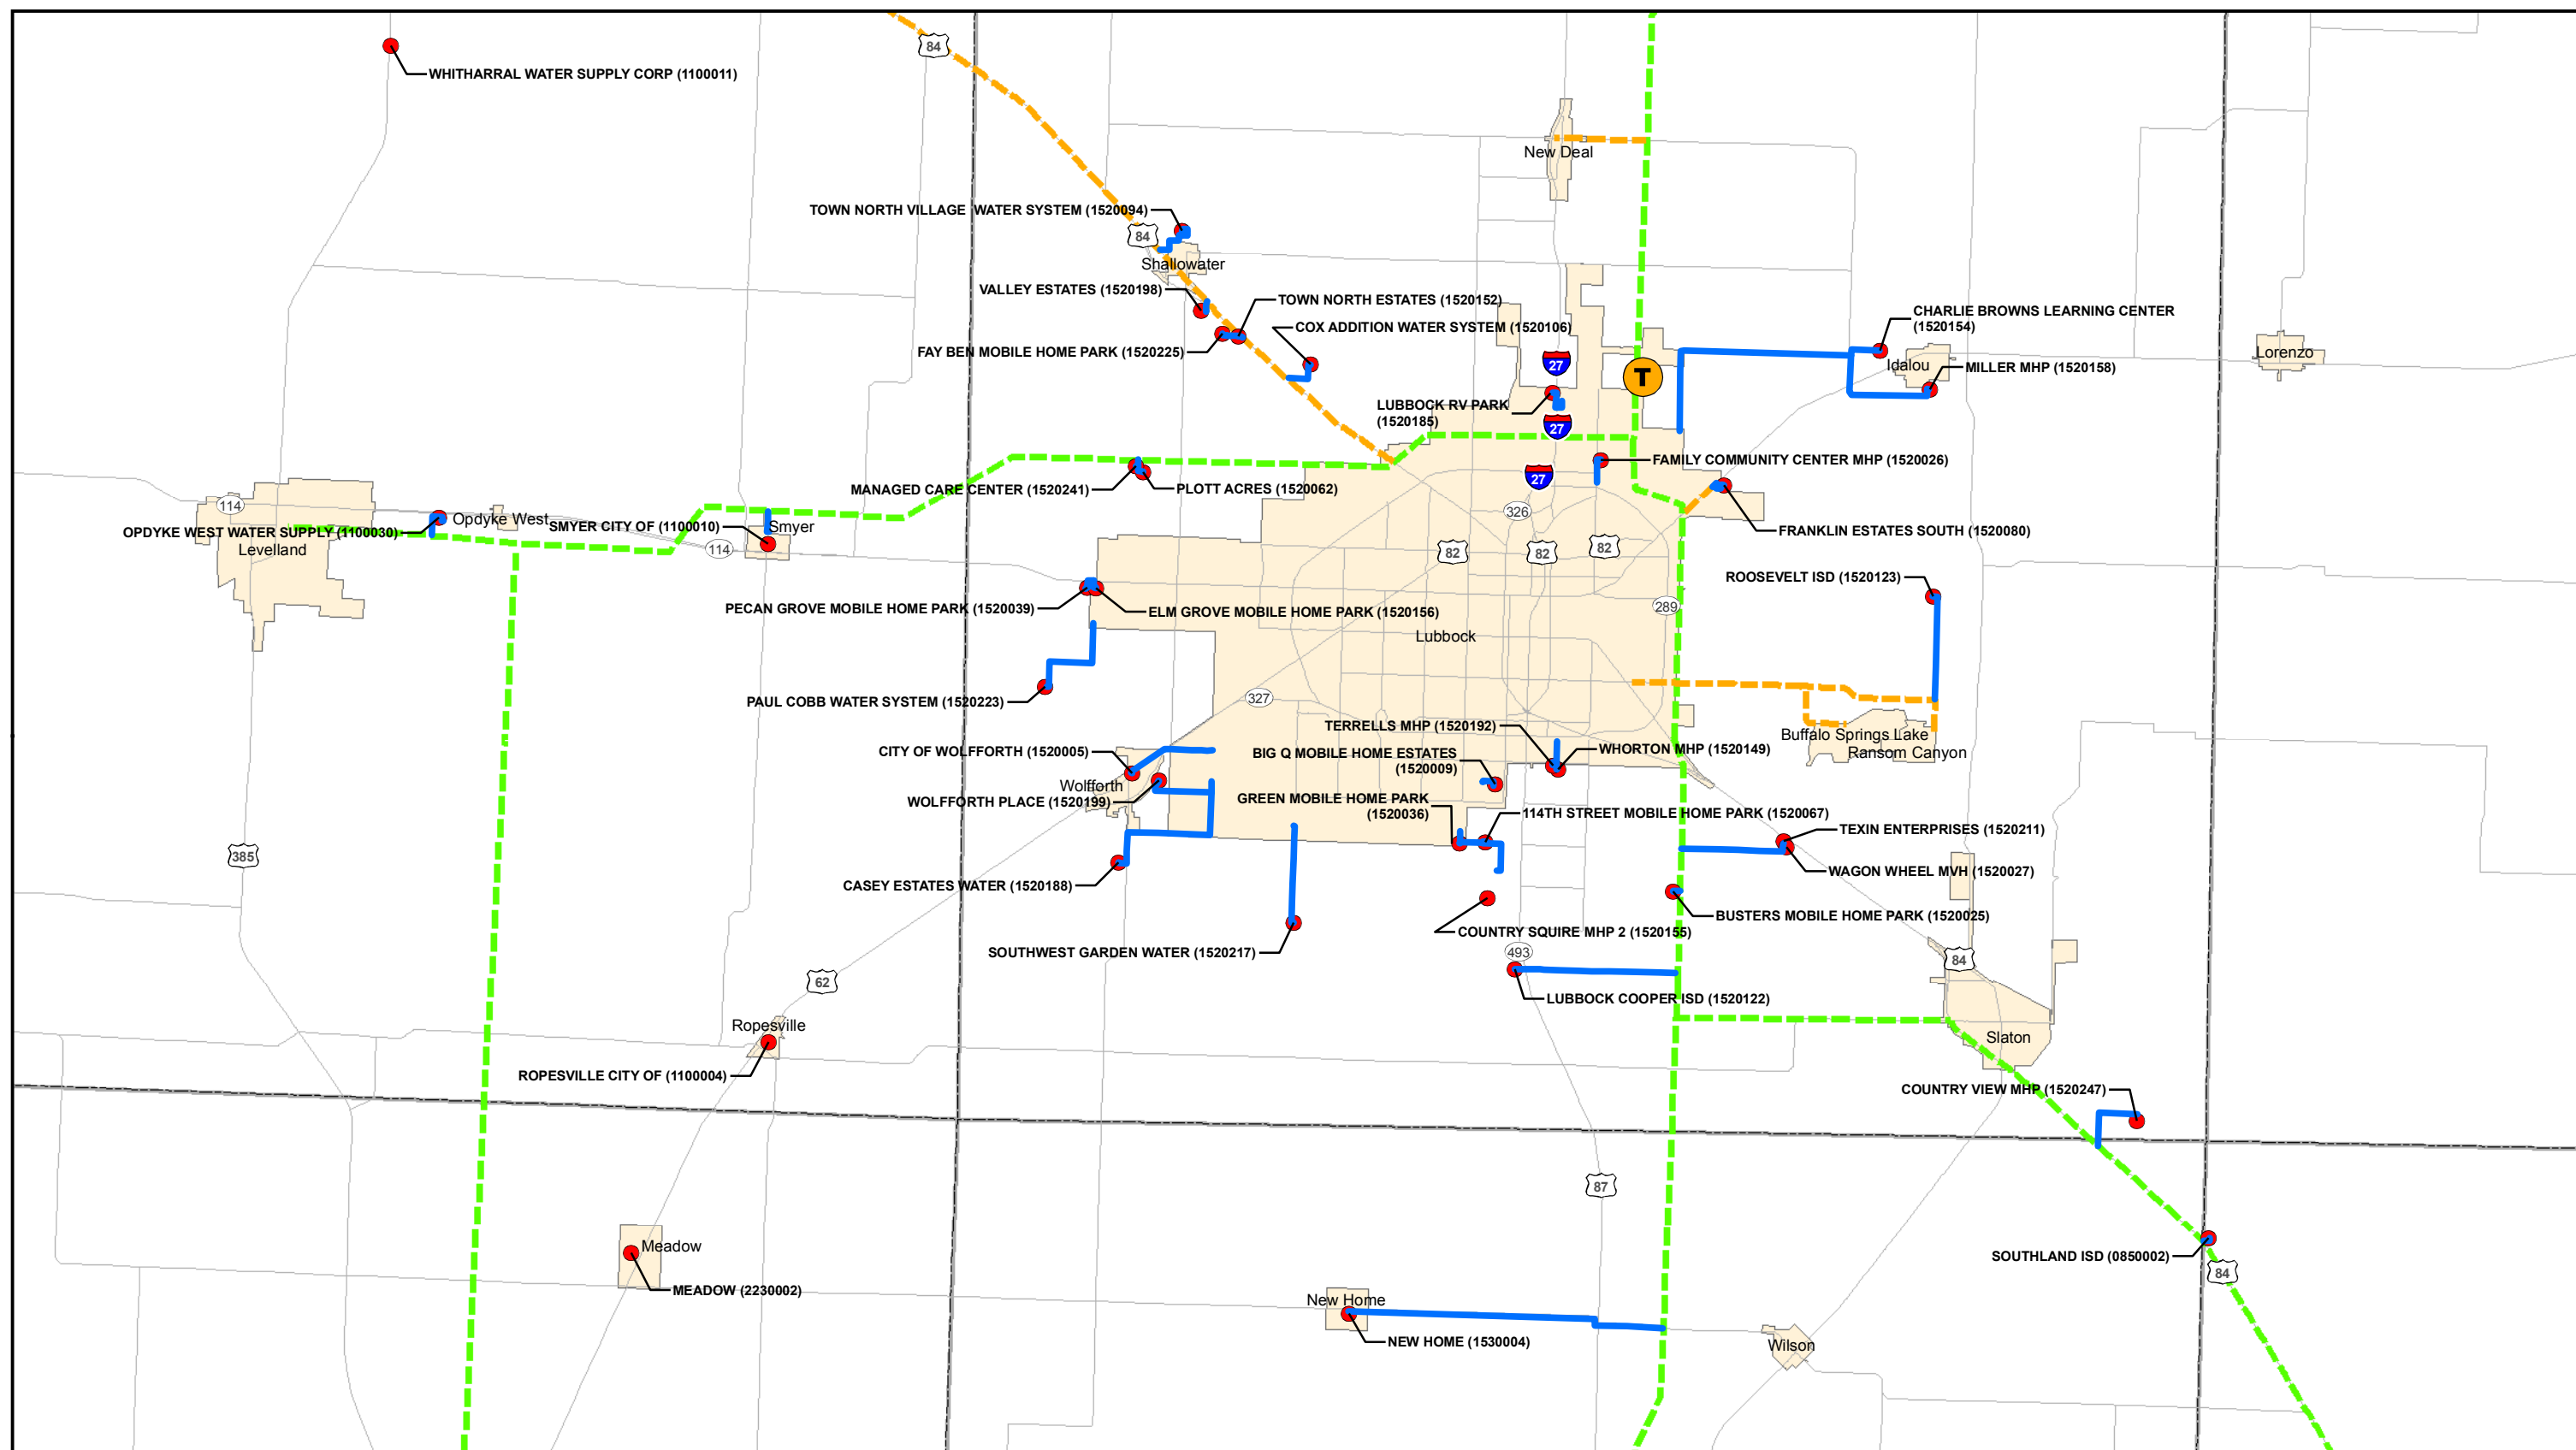 84
WHITHARRAL WATER SUPPLY CORP (1100011)
New Deal
TOWN NORTH VILLAGE  WATER SYSTEM (1520094)
84
Shallowater
VALLEY ESTATES (1520198)
TOWN NORTH ESTATES (1520152)
COX ADDITION WATER SYSTEM (1520106)
CHARLIE BROWNS LEARNING CENTER
(1520154)
FAY BEN MOBILE HOME PARK (1520225)
Lorenzo
27
Idalou
MILLER MHP (1520158)
T
LUBBOCK RV PARK
(1520185)
27
FAMILY COMMUNITY CENTER MHP (1520026)
27
MANAGED CARE CENTER (1520241)
PLOTT ACRES (1520062)
114
326
Opdyke West
SMYER CITY OF (1100010)
Smyer
OPDYKE WEST WATER SUPPLY (1100030)
FRANKLIN ESTATES SOUTH (1520080)
Levelland
114
82
82
82
ROOSEVELT ISD (1520123)
PECAN GROVE MOBILE HOME PARK (1520039)
ELM GROVE MOBILE HOME PARK (1520156)
289
Lubbock
PAUL COBB WATER SYSTEM (1520223)
327
TERRELLS MHP (1520192)
Buffalo Springs Lake
CITY OF WOLFFORTH (1520005)
BIG Q MOBILE HOME ESTATES
(1520009)
WHORTON MHP (1520149)
Ransom Canyon
Wolfforth
WOLFFORTH PLACE (1520199)
GREEN MOBILE HOME PARK
(1520036)
114TH STREET MOBILE HOME PARK (1520067)
TEXIN ENTERPRISES (1520211)
385
WAGON WHEEL MVH (1520027)
CASEY ESTATES WATER (1520188)
BUSTERS MOBILE HOME PARK (1520025)
COUNTRY SQUIRE MHP 2 (1520155)
SOUTHWEST GARDEN WATER (1520217)
493
84
62
LUBBOCK COOPER ISD (1520122)
Ropesville
Slaton
ROPESVILLE CITY OF (1100004)
COUNTRY VIEW MHP (1520247)
87
Meadow
SOUTHLAND ISD (0850002)
84
MEADOW (2230002)
New Home
NEW HOME (1530004)
Wilson